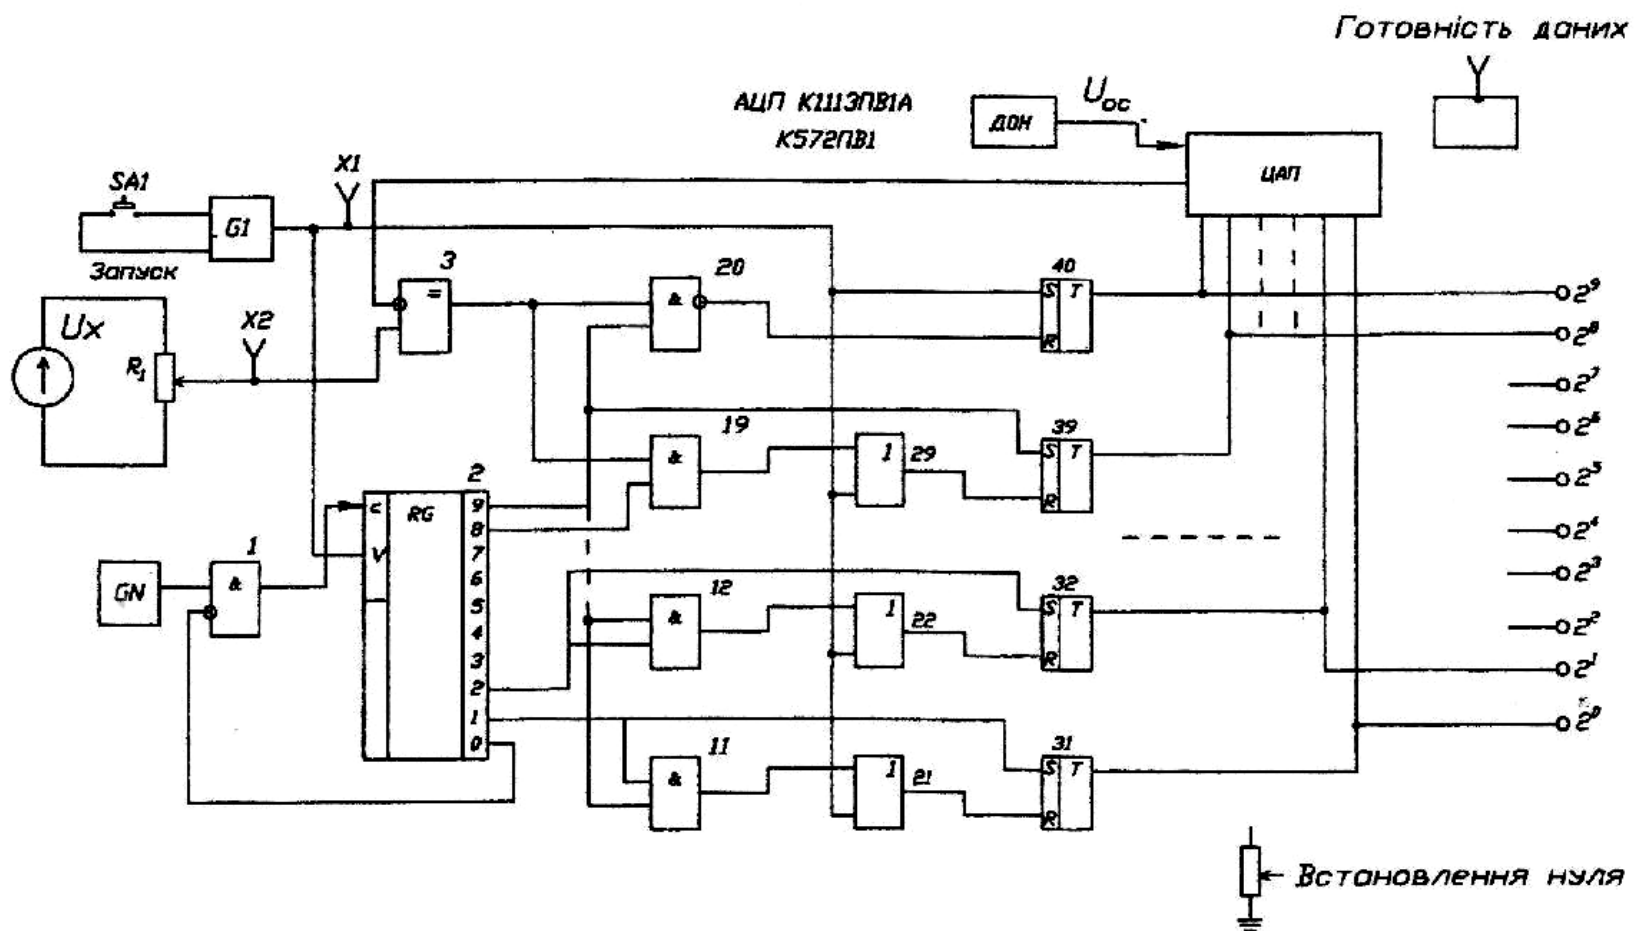 Готовність даних
АЦП К1113ПВ1А
К572ПВ1
ДОН
Uос
ЦАП
X1
SA1
G1
Запуск
3
=
20
&
40
S T
R
2⁹
2⁸
Ux
X2
R₁
19
&
1
29
39
S T
R
2⁷
2⁶
2⁵
2
C
RG
V
9
8
7
6
5
4
3
2
1
0
GN
1
&
12
&
1
22
32
S T
R
2⁴
2³
2²
2¹
2⁰
11
&
1
21
31
S T
R
Встановлення нуля